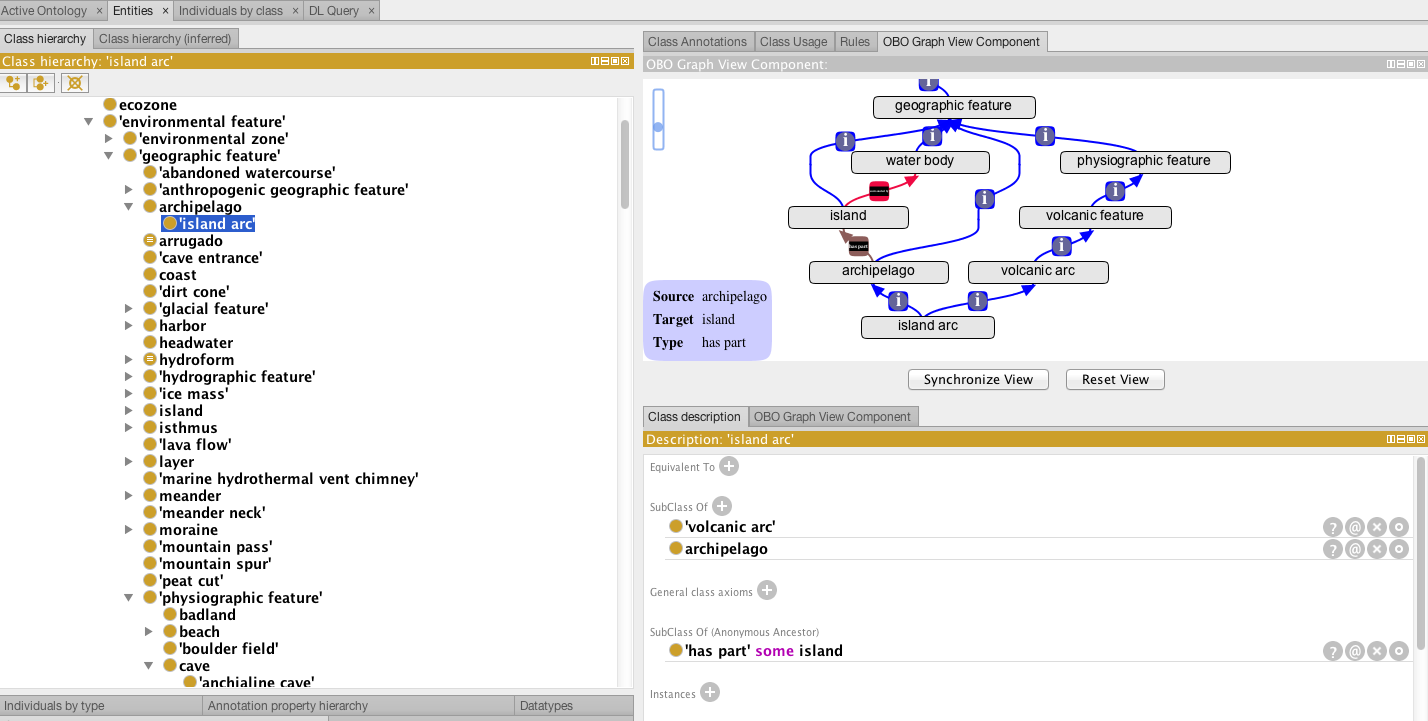 Active Ontology × Entities × Individuals by class × DL Query ×
Class hierarchy Class hierarchy (inferred)
Class hierarchy: 'island arc'
ecozone
'environmental feature'
'environmental zone'
'geographic feature'
'abandoned watercourse'
'anthropogenic geographic feature'
archipelago
'island arc'
arrugado
'cave entrance'
coast
'dirt cone'
'glacial feature'
harbor
headwater
hydroform
'hydrographic feature'
'ice mass'
island
isthmus
'lava flow'
layer
'marine hydrothermal vent chimney'
meander
'meander neck'
moraine
'mountain pass'
'mountain spur'
'peat cut'
'physiographic feature'
badland
beach
'boulder field'
cave
'anchialine cave'
Individuals by type Annotation property hierarchy Datatypes
Class Annotations Class Usage Rules OBO Graph View Component
OBO Graph View Component:
i
geographic feature
i i i
water body physiographic feature
i i
island volcanic feature
has part i
archipelago volcanic arc
i i
island arc
Source archipelago
Target island
Type has part
Synchronize View Reset View
Class description OBO Graph View Component
Description: 'island arc'
Equivalent To +
SubClass Of +
'volcanic arc' ? @ × o
archipelago ? @ × o
General class axioms +
SubClass Of (Anonymous Ancestor)
'has part' some island ? @ × o
Instances +